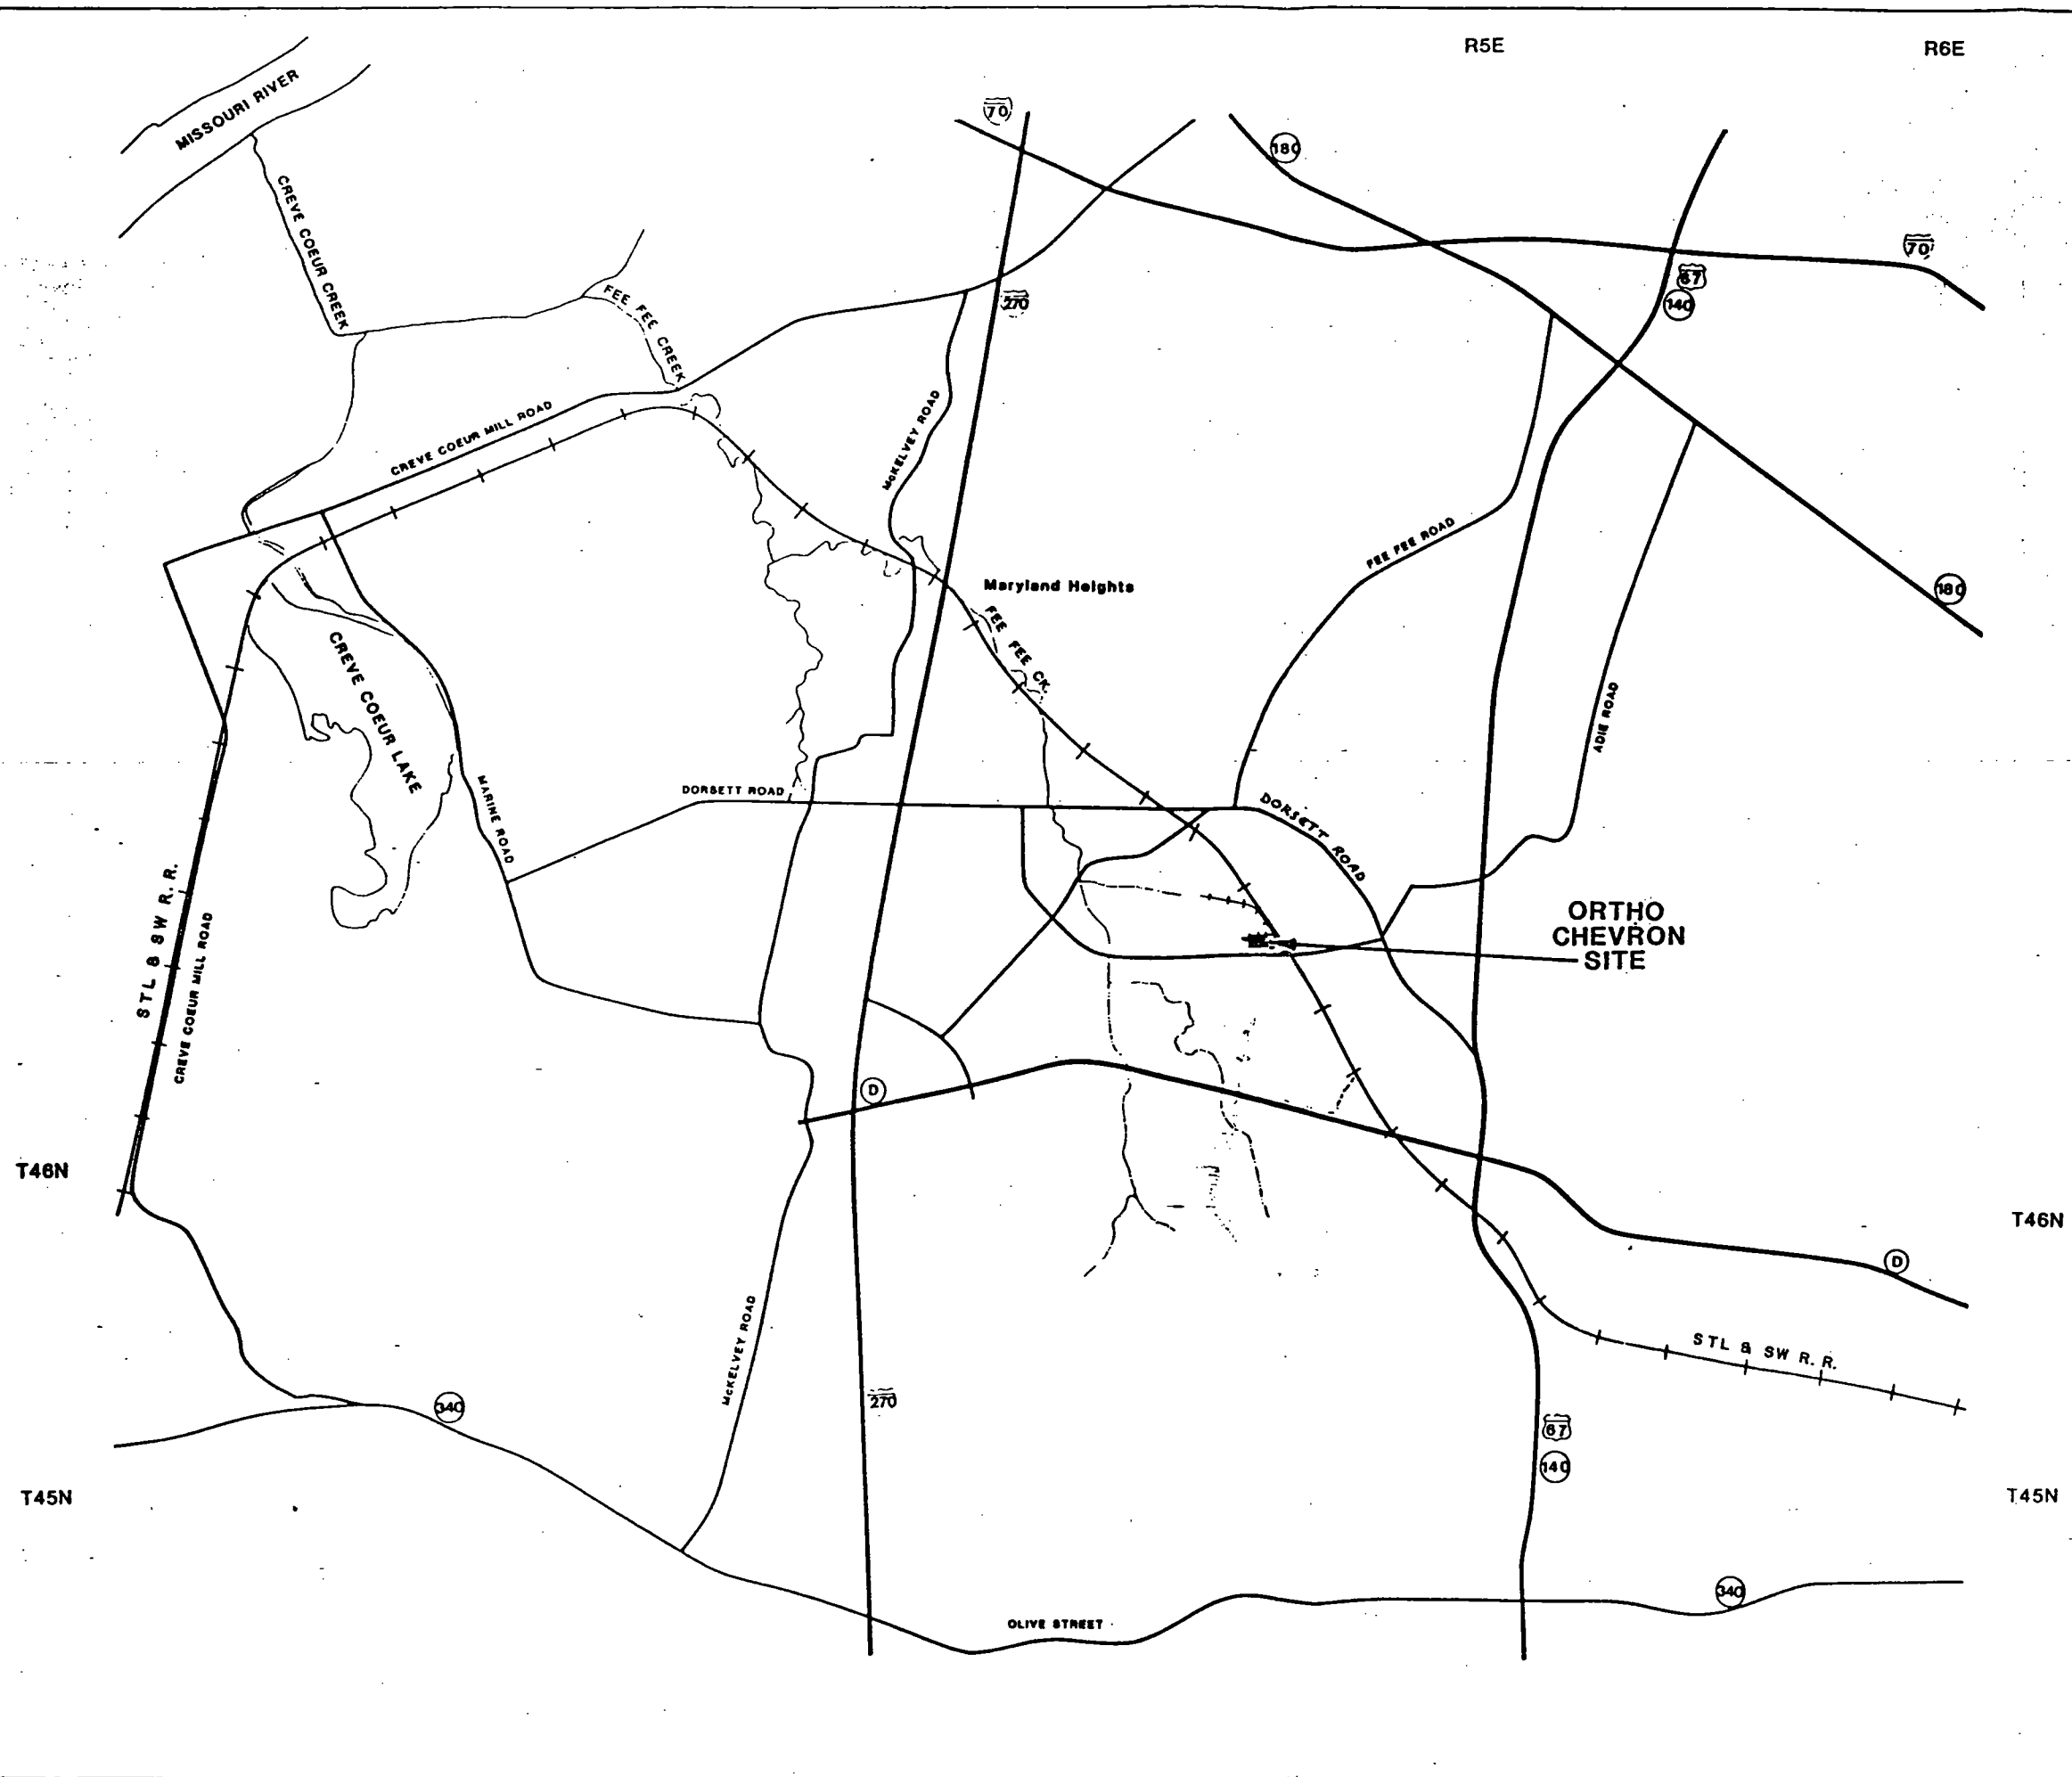 R5E
R6E
MISSOURI RIVER
70
180
CREVE COEUR CREEK
70
67
140
FEE FEE CREEK
270
CREVE COEUR MILL ROAD
McKELVEY ROAD
FEE FEE ROAD
Maryland Heights
180
FEE FEE CK.
CREVE COEUR LAKE
ADIE ROAD
MARINE ROAD
DORSETT ROAD
DORSETT ROAD
ORTHO
CHEVRON
SITE
STL & SW R. R.
CREVE COEUR MILL ROAD
D
T46N
T46N
D
McKELVEY ROAD
STL & SW R. R.
340
270
67
140
T45N
T45N
340
OLIVE STREET